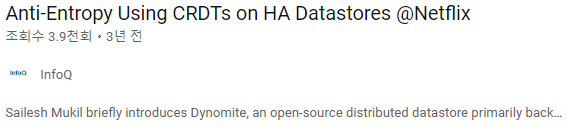 Anti-Entropy Using CRDTs on HA Datastores @Netflix
조회수 3.9천회 • 3년 전
InfoQ InfoQ
Sailesh Mukil briefly introduces Dynomite, an open-source distributed datastore primarily back...